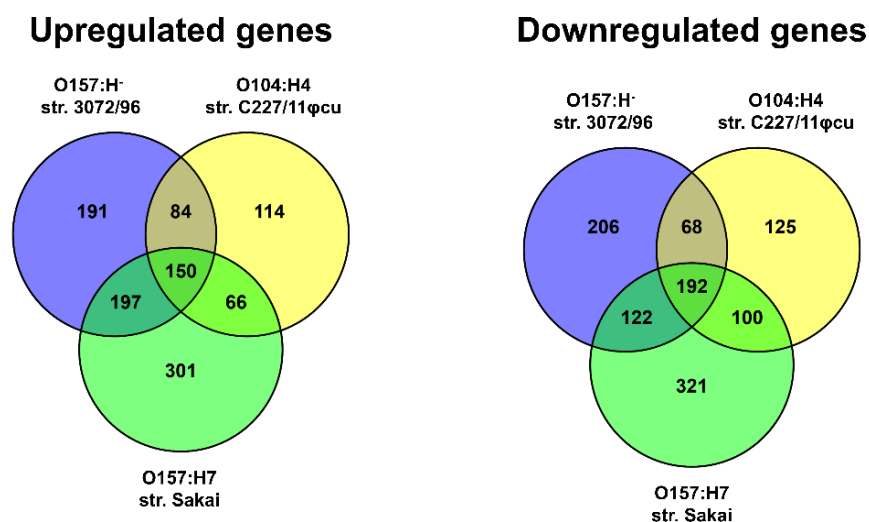 Upregulated genes
O157:H⁻
str. 3072/96
O104:H4
str. C227/11φcu
191
84
114
150
197
66
301
O157:H7
str. Sakai
Downregulated genes
O157:H⁻
str. 3072/96
O104:H4
str. C227/11φcu
206
68
125
192
122
100
321
O157:H7
str. Sakai